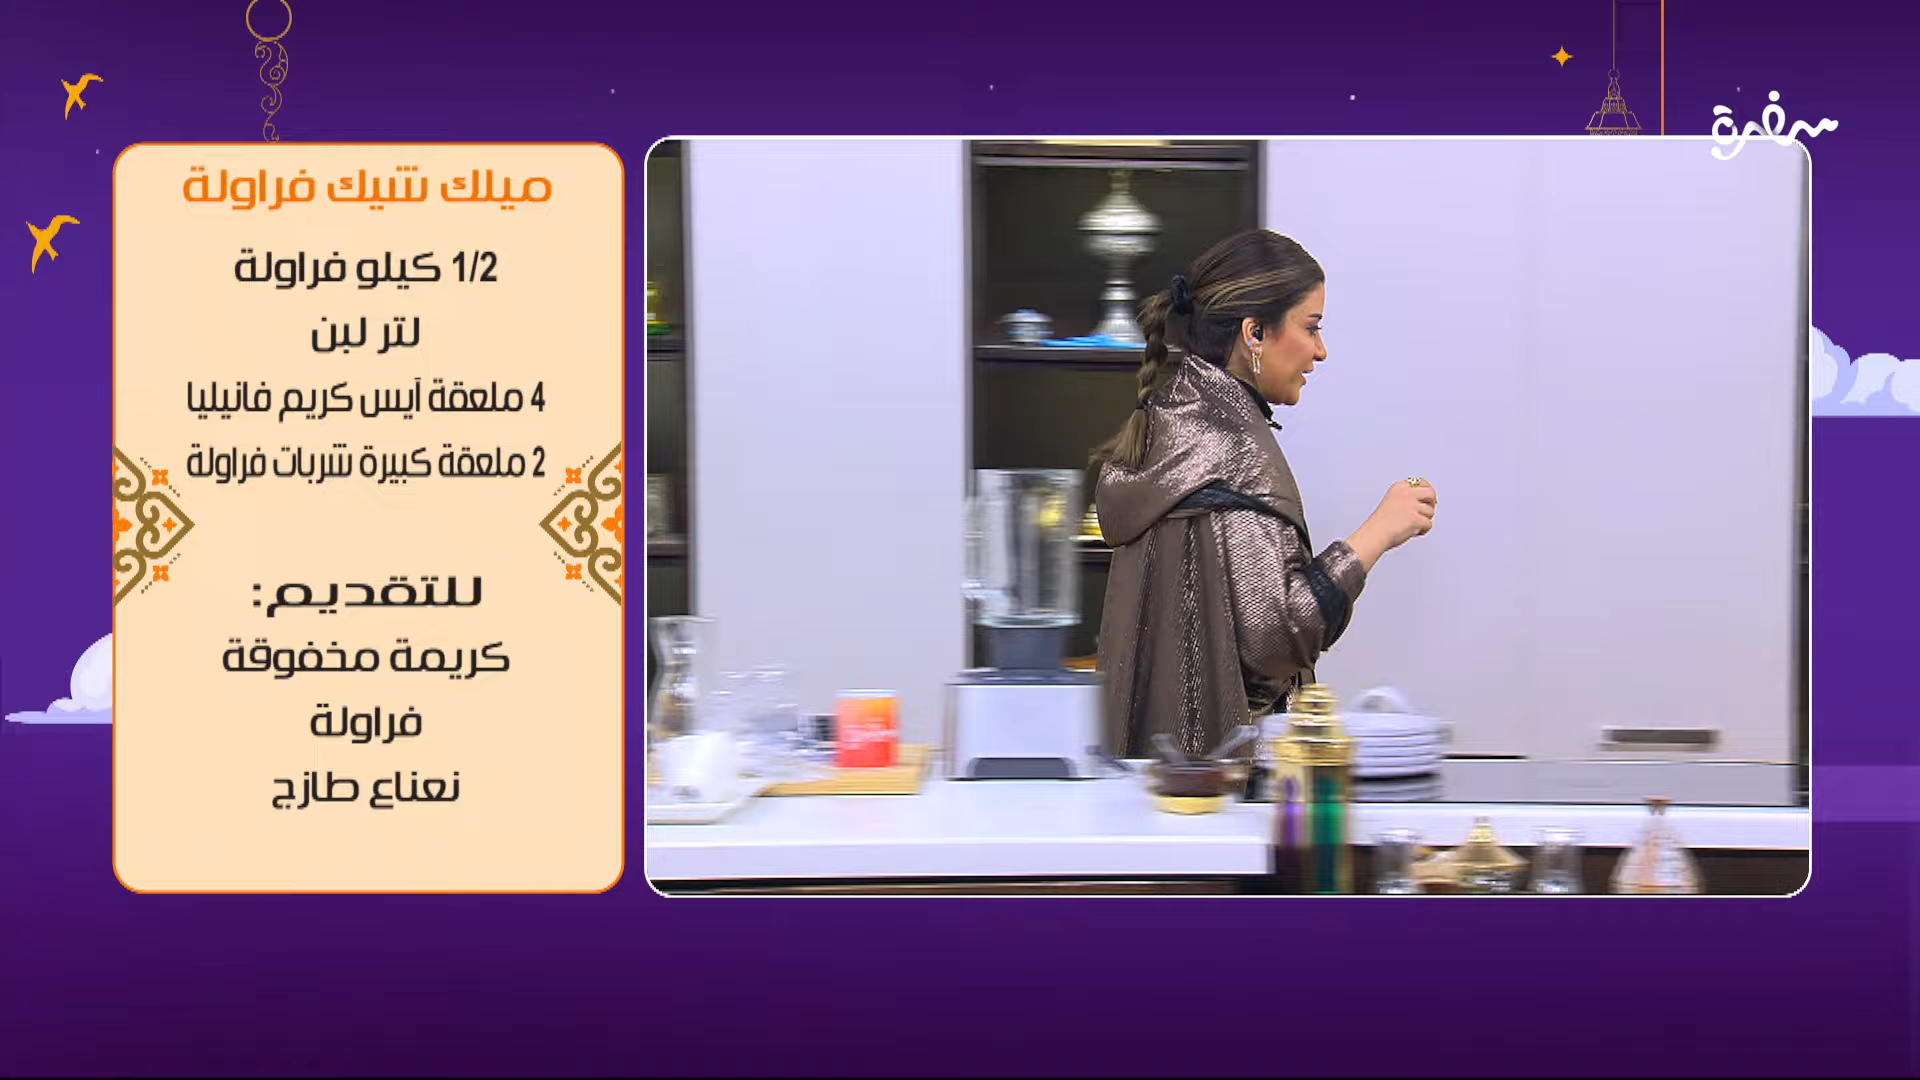 سفرة
ميلك شيك فراولة
1/2 كيلو فراولة
لتر لبن
4 ملعقة آيس كريم فانيليا
2 ملعقة كبيرة شربات فراولة
للتقديم:
كريمة مخفوقة
فراولة
نعناع طازج